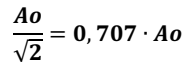 Ao/√2 = 0,707 · Ao